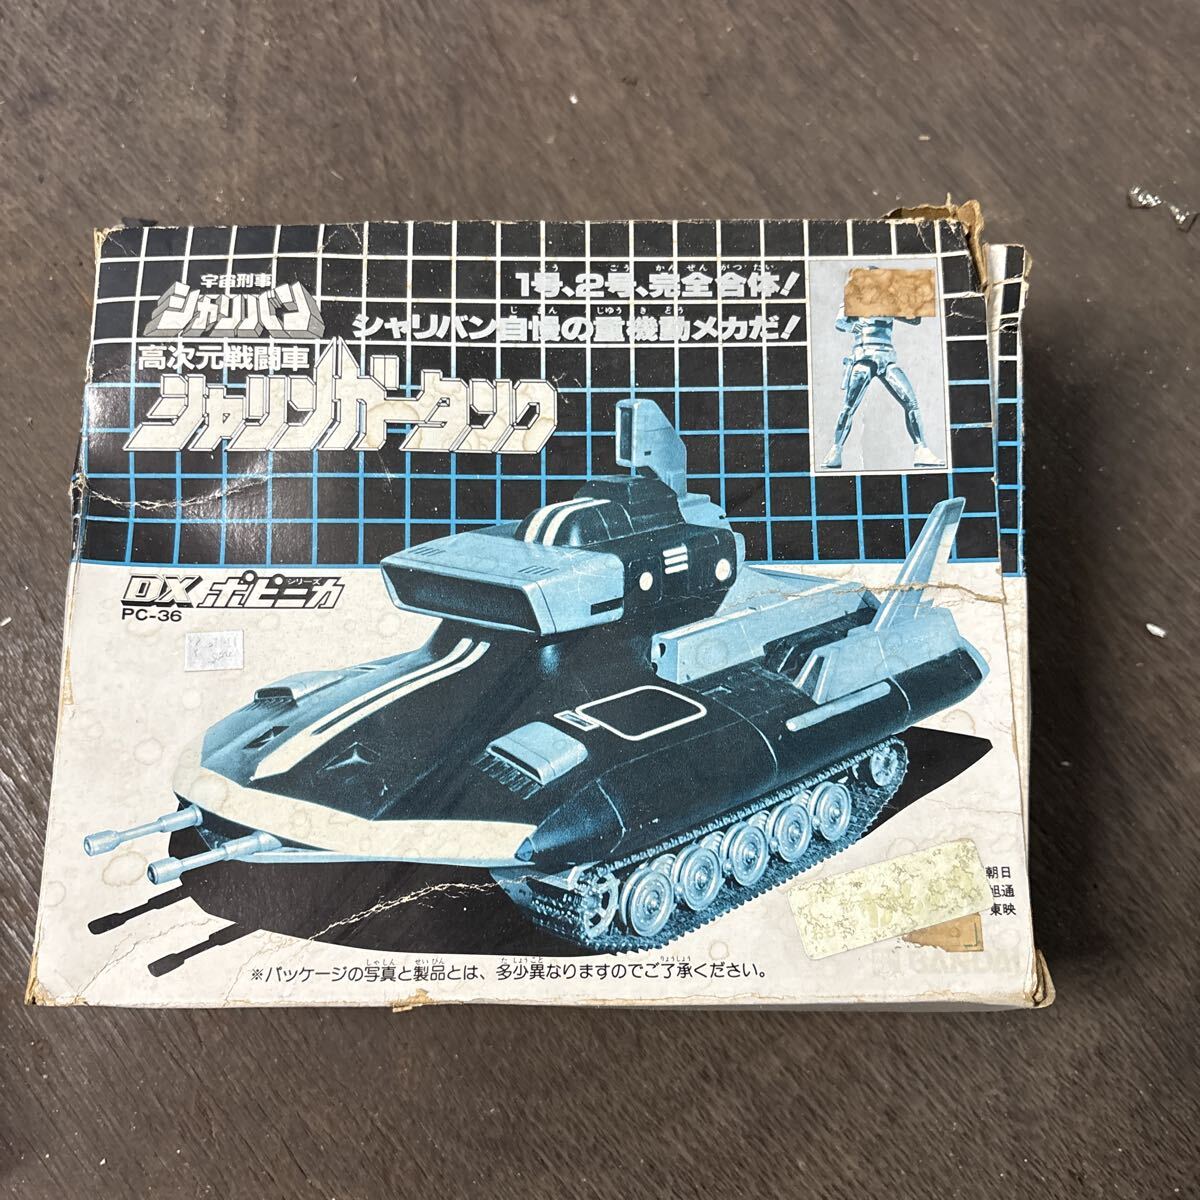 宇宙刑事
シャリバン
高次元戦闘車
シャリンガータンク
1号、2号、完全合体!
シャリバン自慢の重機動メカだ!
DXポピニカシリーズ
PC-36
朝日
旭通
東映
BANDAI
※パッケージの写真と製品とは、多少異なりますのでご了承ください。